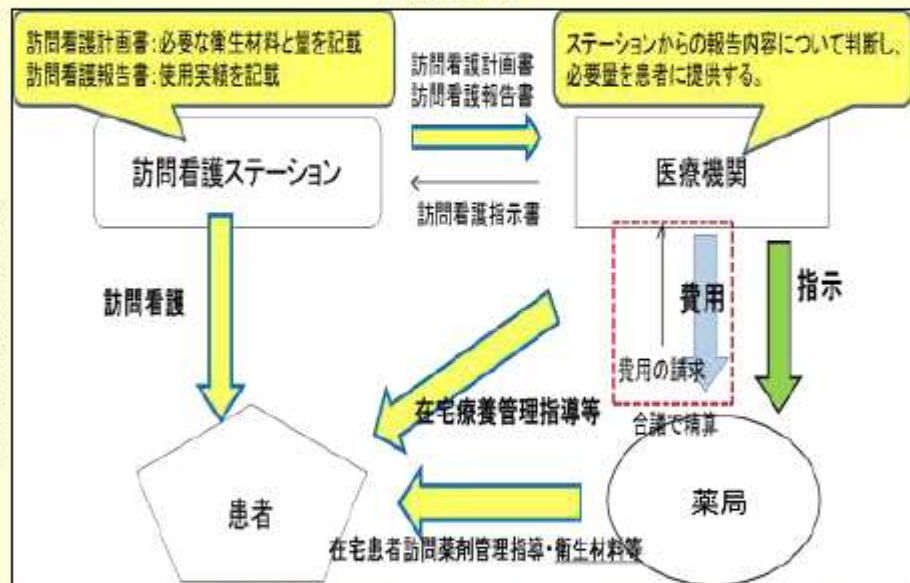 訪問看護計画書:必要な衛生材料と量を記載
訪問看護報告書:使用実績を記載
ステーションからの報告内容について判断し、
必要量を患者に提供する。
訪問看護計画書
訪問看護報告書
訪問看護ステーション
医療機関
訪問看護指示書
訪問看護
費用
指示
費用の請求
在宅療養管理指導等
合議で精算
患者
薬局
在宅患者訪問薬剤管理指導・衛生材料等